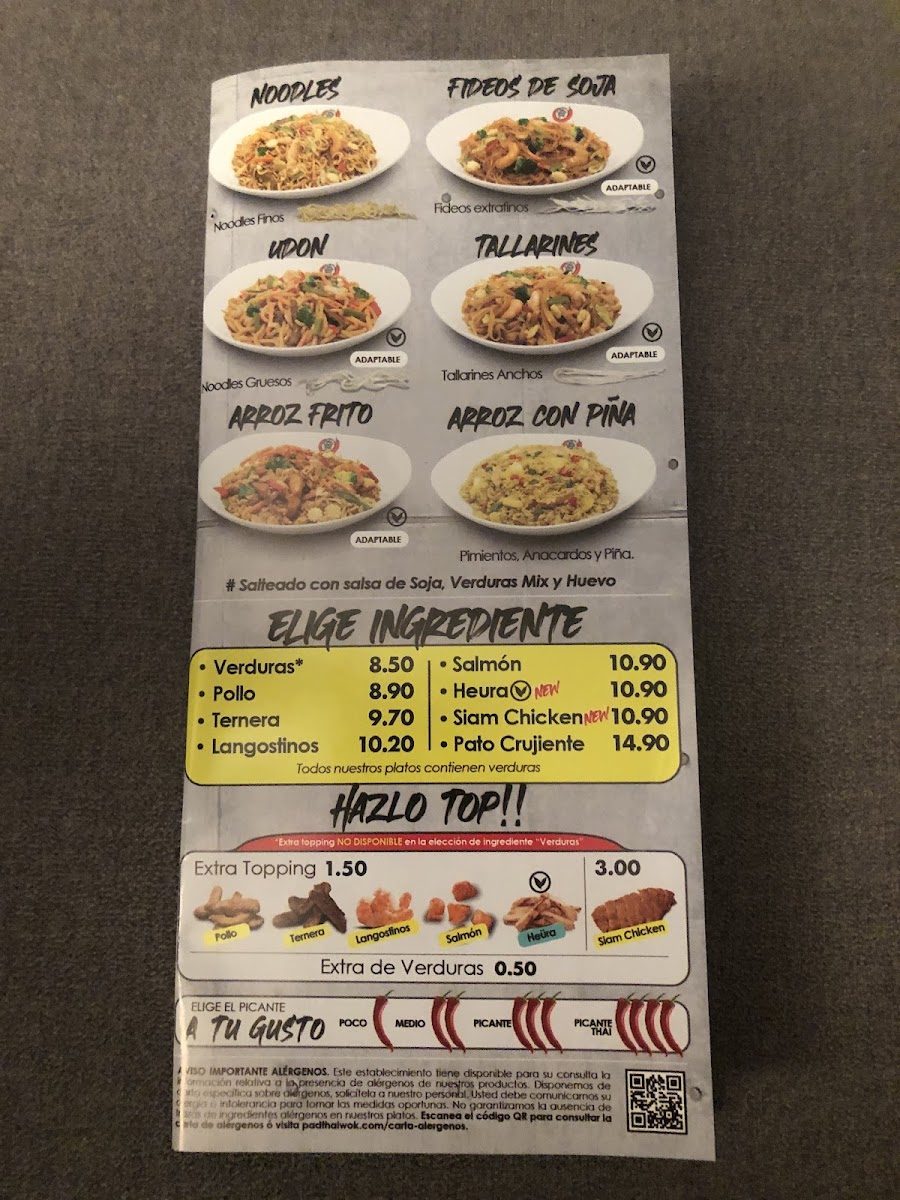 NOODLES
FIDEOS DE SOJA
ADAPTABLE
Noodles Finos
Fideos extrafinos
UDON
TALLARINES
ADAPTABLE
ADAPTABLE
Noodles Gruesos
Tallarines Anchos
ARROZ FRITO
ARROZ CON PIÑA
ADAPTABLE
Pimientos, Anacardos y Piña.
# Salteado con salsa de Soja, Verduras Mix y Huevo
ELIGE INGREDIENTE
• Verduras* 8.50
• Pollo 8.90
• Ternera 9.70
• Langostinos 10.20
• Salmón 10.90
• Heura NEW 10.90
• Siam Chicken NEW 10.90
• Pato Crujiente 14.90
Todos nuestros platos contienen verduras
HAZLO TOP!!
*Extra topping NO DISPONIBLE en la elección de ingrediente "Verduras"
Extra Topping 1.50
3.00
Pollo
Ternera
Langostinos
Salmón
Heüra
Siam Chicken
Extra de Verduras 0.50
ELIGE EL PICANTE
A TU GUSTO
POCO
MEDIO
PICANTE
PICANTE THAI
AVISO IMPORTANTE ALÉRGENOS. Este establecimiento tiene disponible para su consulta la
información relativa a la presencia de alérgenos de nuestros productos. Disponemos de
carta específica sobre alérgenos, solicítela a nuestro personal. Usted debe comunicarnos su
alergia o intolerancia para tomar las medidas oportunas. No garantizamos la ausencia de
trazas de ingredientes alérgenos en nuestros platos. Escanea el código QR para consultar la
carta de alérgenos ó visita padthaiwok.com/carta-alergenos.